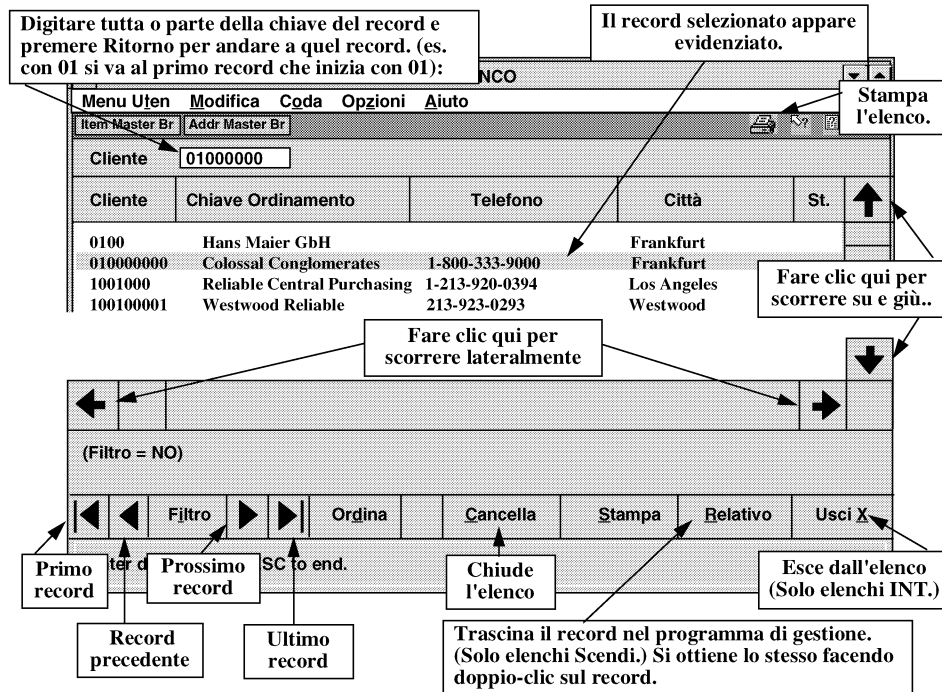 Digitare tutta o parte della chiave del record e
premere Ritorno per andare a quel record. (es.
con 01 si va al primo record che inizia con 01):
Il record selezionato appare
evidenziato.
NCO
Menu Uten Modifica Coda Opzioni Aiuto
Stampa
l'elenco.
Item Master Br Addr Master Br
Cliente 01000000
Cliente Chiave Ordinamento Telefono Città St.
0100 Hans Maier GbH Frankfurt
010000000 Colossal Conglomerates 1-800-333-9000 Frankfurt
1001000 Reliable Central Purchasing 1-213-920-0394 Los Angeles
100100001 Westwood Reliable 213-923-0293 Westwood
Fare clic qui per
scorrere su e giù..
Fare clic qui per
scorrere lateralmente
(Filtro = NO)
Filtro Ordina Cancella Stampa Relativo Usci X
ter d SC to end.
Primo
record
Prossimo
record
Chiude
l'elenco
Esce dall'elenco
(Solo elenchi INT.)
Record
precedente
Ultimo
record
Trascina il record nel programma di gestione.
(Solo elenchi Scendi.) Si ottiene lo stesso facendo
doppio-clic sul record.